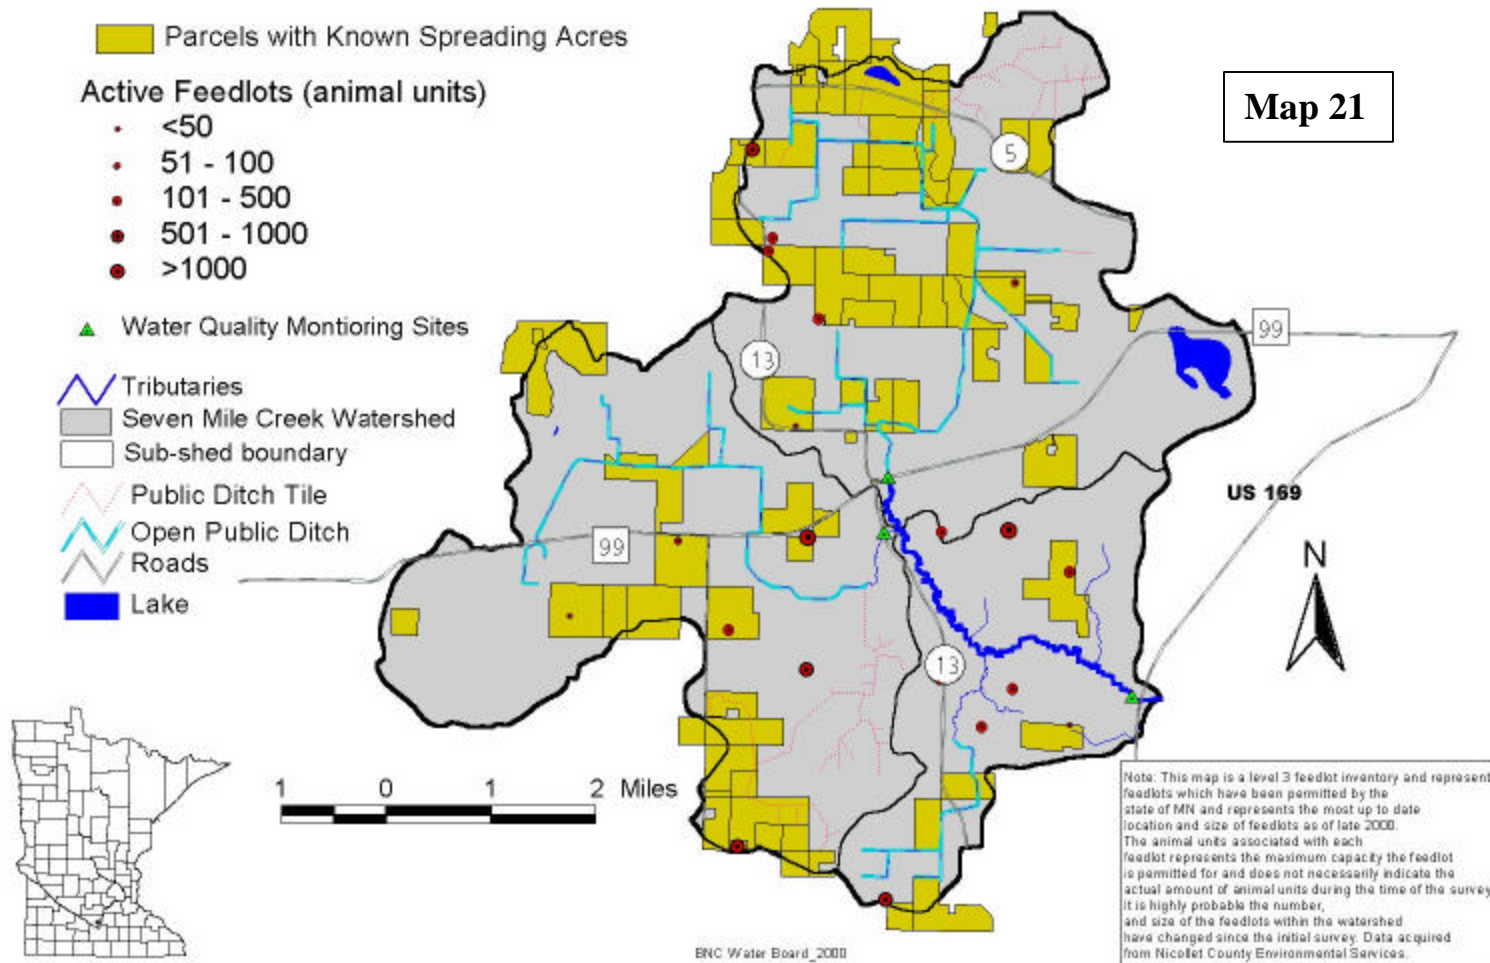 Parcels with Known Spreading Acres
Active Feedlots (animal units)
<50
51 - 100
101 - 500
501 - 1000
>1000
Water Quality Montioring Sites
Tributaries
Seven Mile Creek Watershed
Sub-shed boundary
Public Ditch Tile
Open Public Ditch
Roads
Lake
Map 21
5
99
13
99
US 169
13
N
1 0 1 2 Miles
BNC Water Board_2000
Note: This map is a level 3 feedlot inventory and represent
feedlots which have been permitted by the
state of MN and represents the most up to date
location and size of feedlots as of late 2000.
The animal units associated with each
feedlot represents the maximum capacity the feedlot
is permitted for and does not necessarily indicate the
actual amount of animal units during the time of the survey
It is highly probable the number,
and size of the feedlots within the watershed
have changed since the initial survey. Data acquired
from Nicollet County Environmental Services.